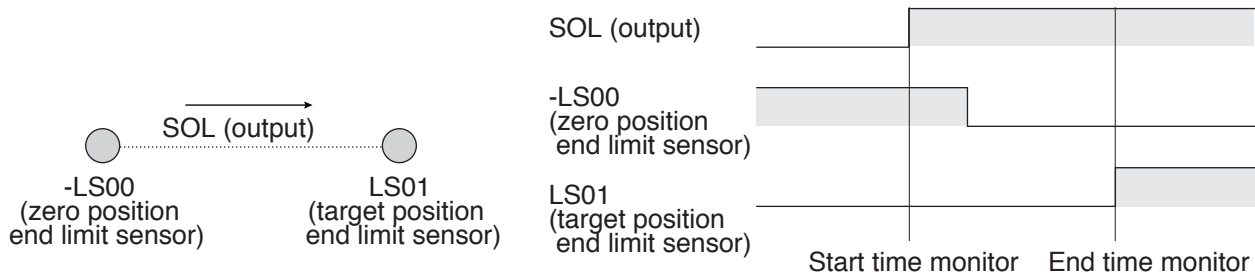 SOL (output)
-LS00
(zero position
end limit sensor)
LS01
(target position
end limit sensor)
SOL (output)
-LS00
(zero position
end limit sensor)
LS01
(target position
end limit sensor)
Start time monitor
End time monitor